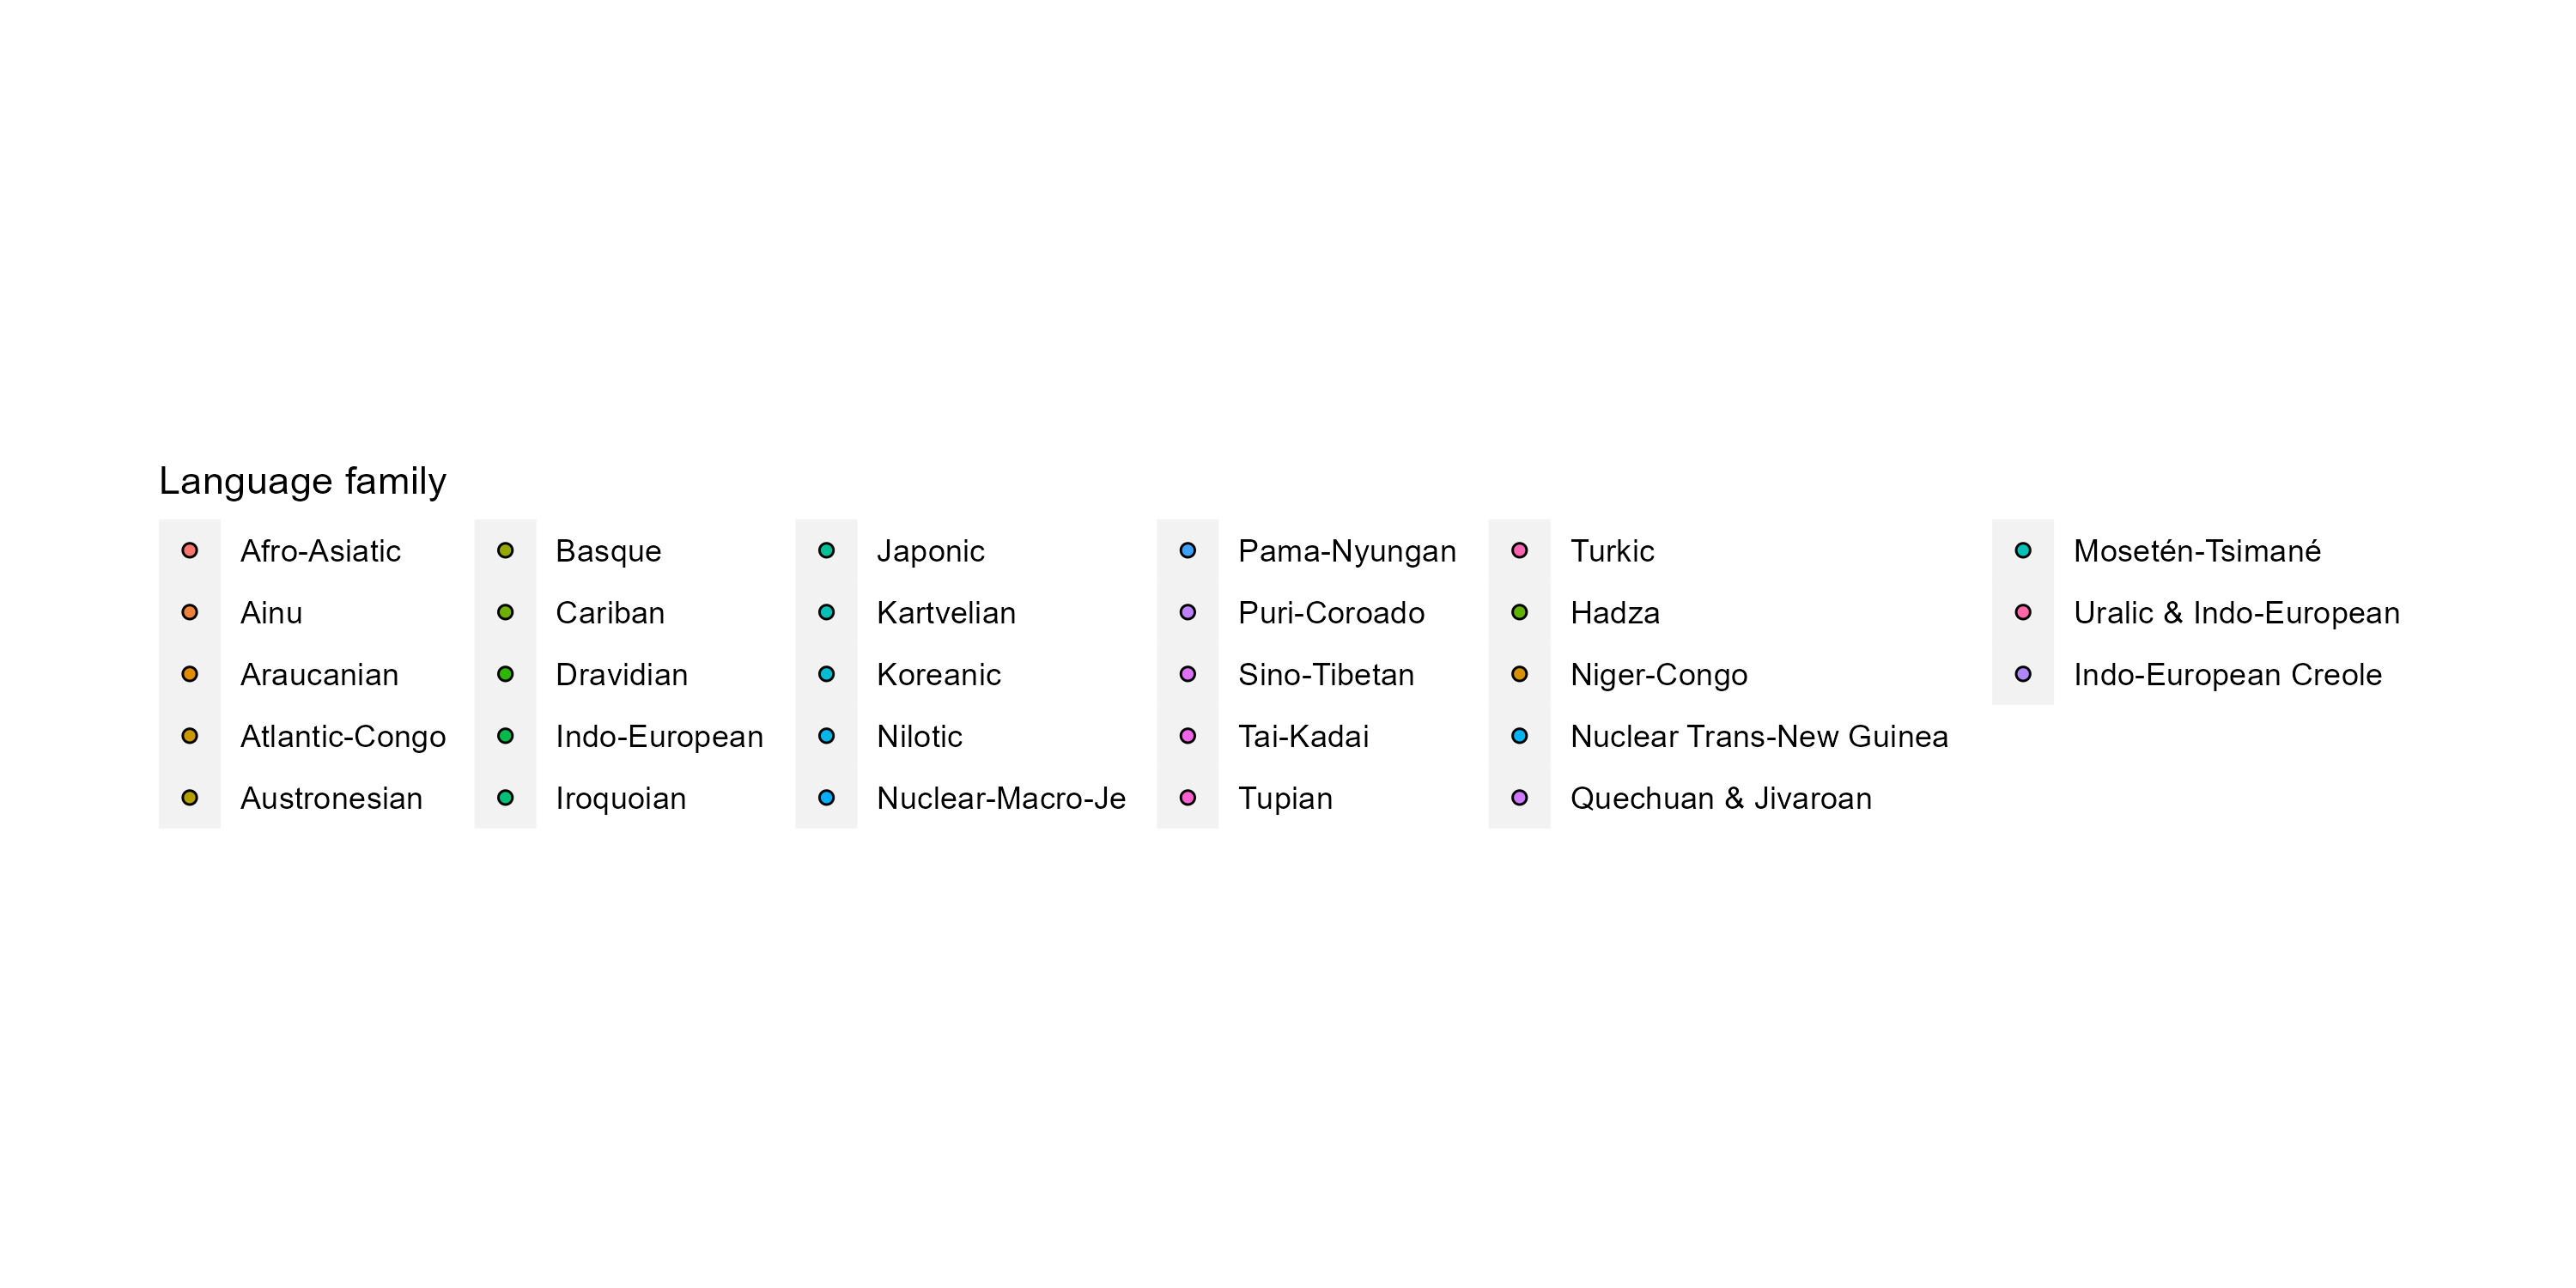 Language family
Afro-Asiatic
Ainu
Araucanian
Atlantic-Congo
Austronesian
Basque
Cariban
Dravidian
Indo-European
Iroquoian
Japonic
Kartvelian
Koreanic
Nilotic
Nuclear-Macro-Je
Pama-Nyungan
Puri-Coroado
Sino-Tibetan
Tai-Kadai
Tupian
Turkic
Hadza
Niger-Congo
Nuclear Trans-New Guinea
Quechuan & Jivaroan
Mosetén-Tsimané
Uralic & Indo-European
Indo-European Creole